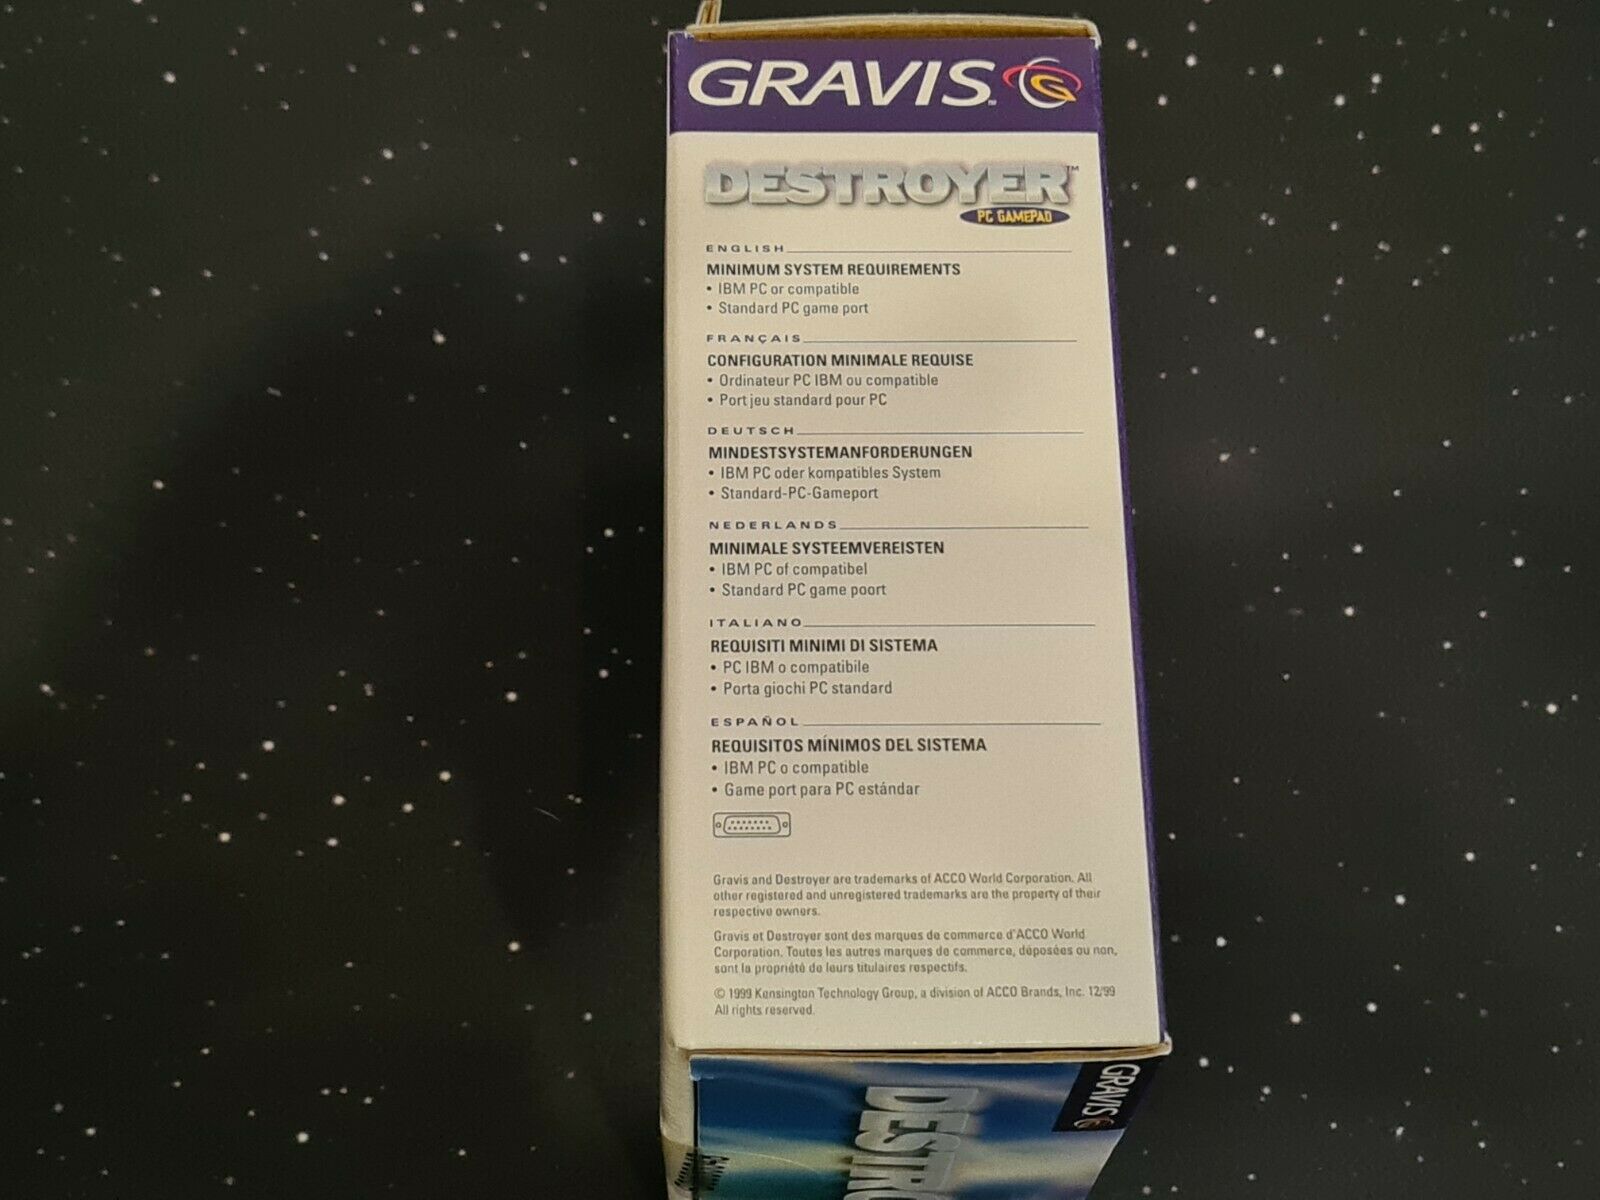 GRAVIS™
DESTROYER™
PC GAMEPAD
ENGLISH
MINIMUM SYSTEM REQUIREMENTS
• IBM PC or compatible
• Standard PC game port
FRANÇAIS
CONFIGURATION MINIMALE REQUISE
• Ordinateur PC IBM ou compatible
• Port jeu standard pour PC
DEUTSCH
MINDESTSYSTEMANFORDERUNGEN
• IBM PC oder kompatibles System
• Standard-PC-Gameport
NEDERLANDS
MINIMALE SYSTEEMVEREISTEN
• IBM PC of compatibel
• Standard PC game poort
ITALIANO
REQUISITI MINIMI DI SISTEMA
• PC IBM o compatibile
• Porta giochi PC standard
ESPAÑOL
REQUISITOS MÍNIMOS DEL SISTEMA
• IBM PC o compatible
• Game port para PC estándar
Gravis and Destroyer are trademarks of ACCO World Corporation. All
other registered and unregistered trademarks are the property of their
respective owners.
Gravis et Destroyer sont des marques de commerce d'ACCO World
Corporation. Toutes les autres marques de commerce, déposées ou non,
sont la propriété de leurs titulaires respectifs.
© 1999 Kensington Technology Group, a division of ACCO Brands, Inc. 12/99
All rights reserved.
GRAVIS
DESTRO